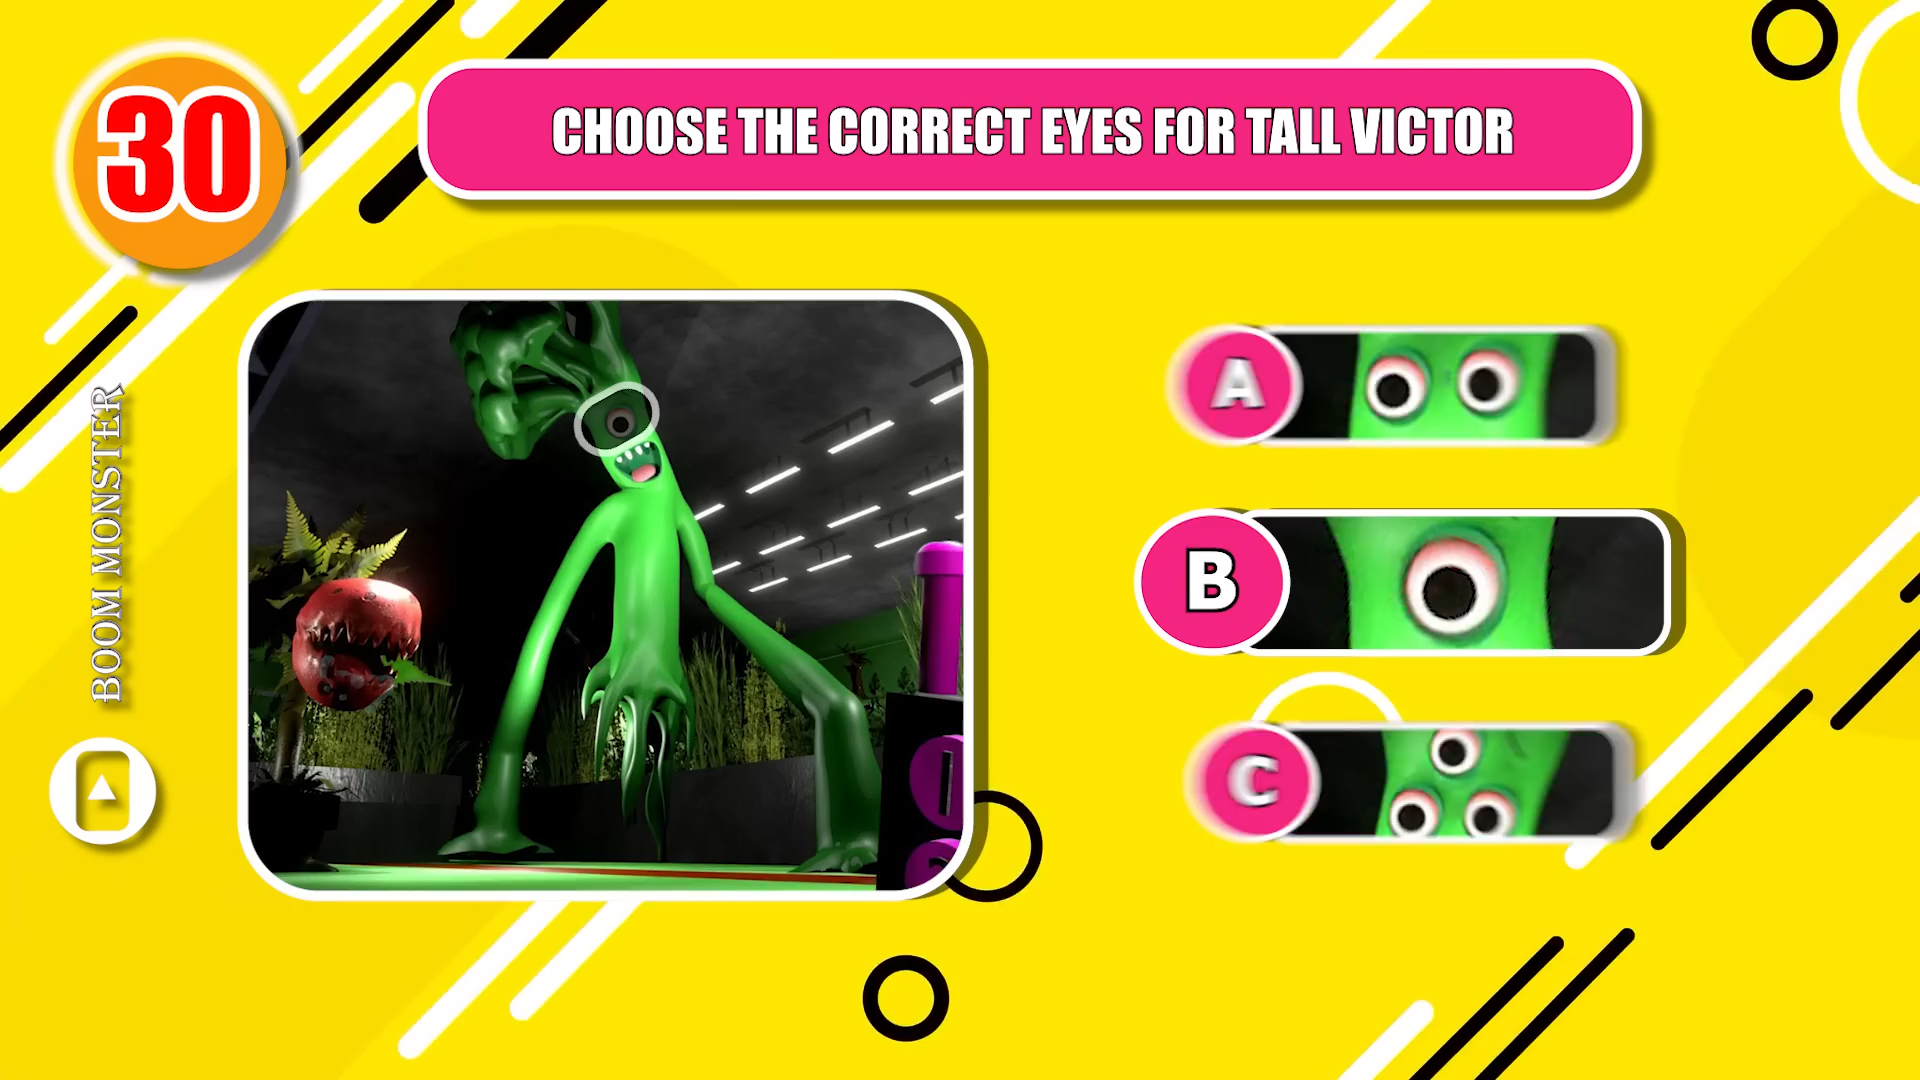 30
CHOOSE THE CORRECT EYES FOR TALL VICTOR
BOOM MONSTER
A
B
C